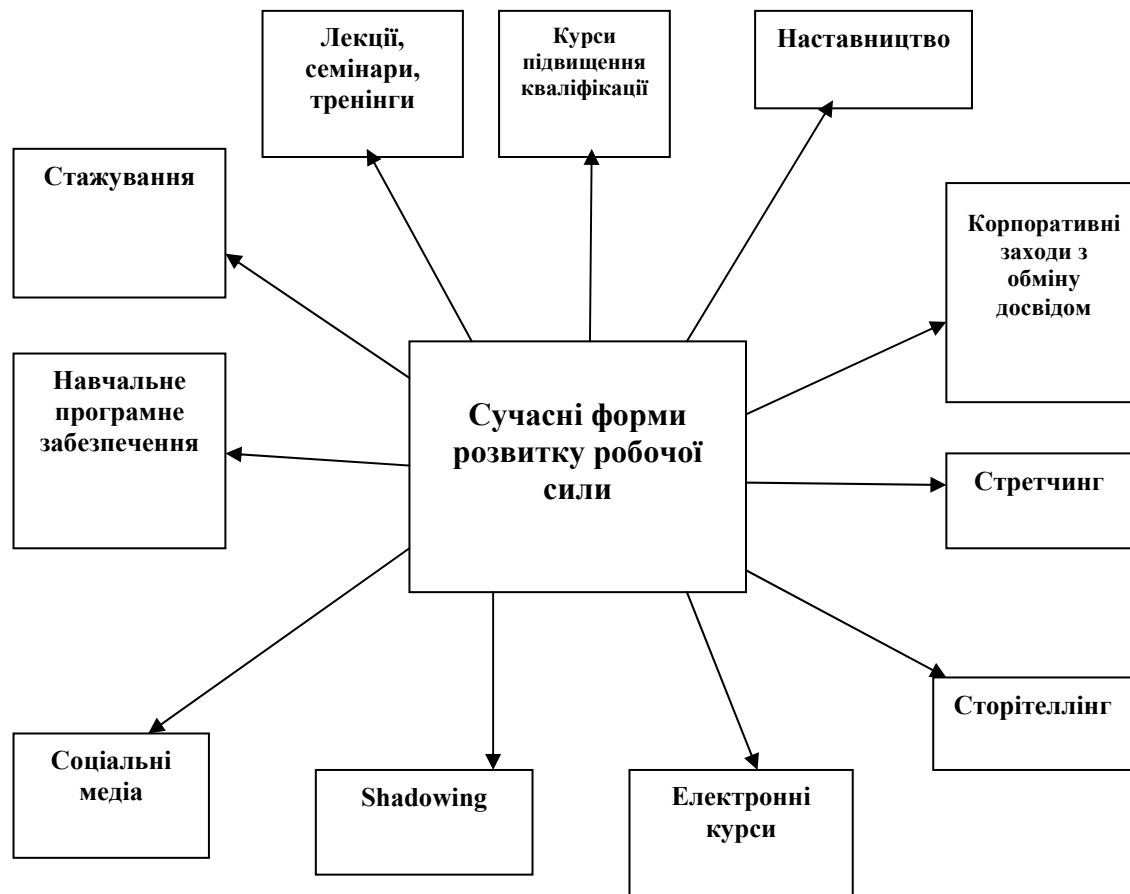 Лекції,
семінари,
тренінги
Курси
підвищення
кваліфікації
Наставництво
Стажування
Корпоративні
заходи з
обміну
досвідом
Навчальне
програмне
забезпечення
Сучасні форми
розвитку робочої
сили
Стретчинг
Сторітеллінг
Соціальні
медіа
Shadowing
Електронні
курси